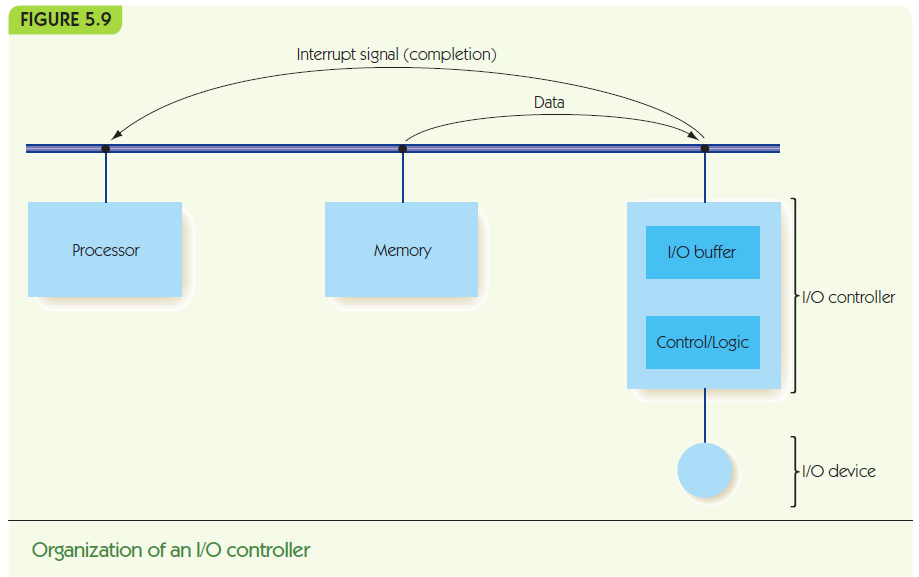 FIGURE 5.9
Interrupt signal (completion)
Data
Processor
Memory
I/O buffer
I/O controller
Control/Logic
I/O device
Organization of an I/O controller